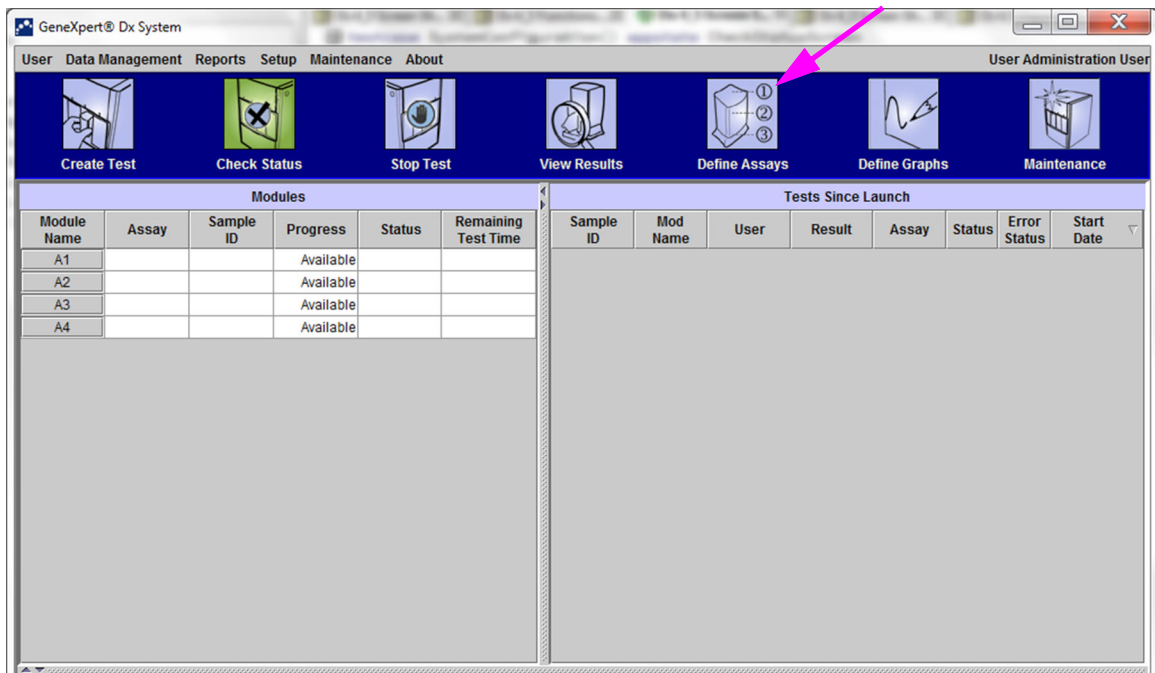 GeneXpert® Dx System
User Data Management Reports Setup Maintenance About User Administration User
① ② ③
Create Test Check Status Stop Test View Results Define Assays Define Graphs Maintenance
Modules
Module Name Assay Sample ID Progress Status Remaining Test Time
A1 Available
A2 Available
A3 Available
A4 Available
Tests Since Launch
Sample ID Mod Name User Result Assay Status Error Status Start Date